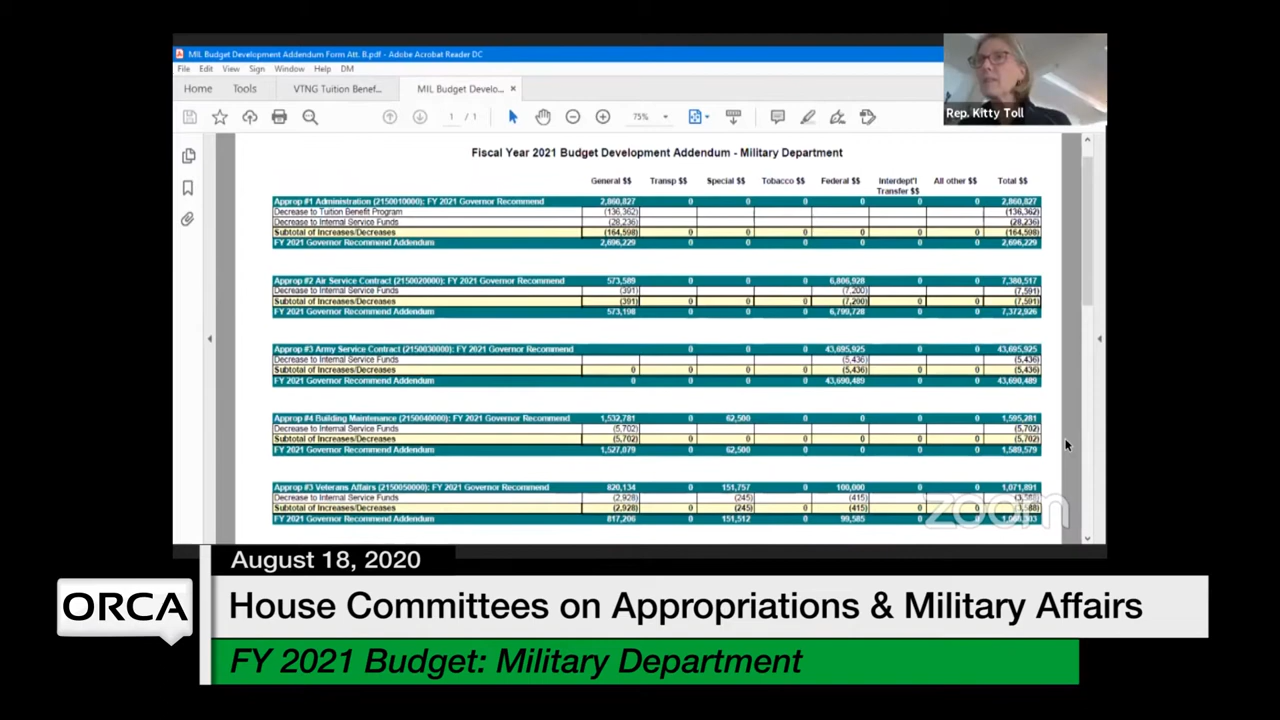 MIL Budget Development Addendum Form Att. B.pdf - Adobe Acrobat Reader DC
File Edit View Sign Window Help DM
Home Tools VTNG Tuition Benef... MIL Budget Develo... ×
1 / 1 75%
Rep. Kitty Toll
Fiscal Year 2021 Budget Development Addendum - Military Department
General $$ Transp $$ Special $$ Tobacco $$ Federal $$ Interdept'l Transfer $$ All other $$ Total $$
Approp #1 Administration (2150010000): FY 2021 Governor Recommend 2,860,827 0 0 0 0 0 0 2,860,827
Decrease to Tuition Benefit Program (136,362) (136,362)
Decrease to Internal Service Funds (28,236) (28,236)
Subtotal of Increases/Decreases (164,598) 0 0 0 0 0 0 (164,598)
FY 2021 Governor Recommend Addendum 2,696,229 0 0 0 0 0 0 2,696,229
Approp #2 Air Service Contract (2150020000): FY 2021 Governor Recommend 573,589 0 0 0 6,806,928 0 0 7,380,517
Decrease to Internal Service Funds (391) (7,200) (7,591)
Subtotal of Increases/Decreases (391) 0 0 0 (7,200) 0 0 (7,591)
FY 2021 Governor Recommend Addendum 573,198 0 0 0 6,799,728 0 0 7,372,926
Approp #3 Army Service Contract (2150030000): FY 2021 Governor Recommend 0 0 0 43,695,925 0 0 43,695,925
Decrease to Internal Service Funds (5,436) (5,436)
Subtotal of Increases/Decreases 0 0 0 0 (5,436) 0 0 (5,436)
FY 2021 Governor Recommend Addendum 0 0 0 0 43,690,489 0 0 43,690,489
Approp #4 Building Maintenance (2150040000): FY 2021 Governor Recommend 1,532,781 0 62,500 0 0 0 0 1,595,281
Decrease to Internal Service Funds (5,702) (5,702)
Subtotal of Increases/Decreases (5,702) 0 0 0 0 0 0 (5,702)
FY 2021 Governor Recommend Addendum 1,527,079 0 62,500 0 0 0 0 1,589,579
Approp #3 Veterans Affairs (2150050000): FY 2021 Governor Recommend 820,134 0 151,757 0 100,000 0 0 1,071,891
Decrease to Internal Service Funds (2,928) (245) (415) (3,588)
Subtotal of Increases/Decreases (2,928) 0 (245) 0 (415) 0 0 (3,588)
FY 2021 Governor Recommend Addendum 817,206 0 151,512 0 99,585 0 0
zoom
August 18, 2020
ORCA
House Committees on Appropriations & Military Affairs
FY 2021 Budget: Military Department